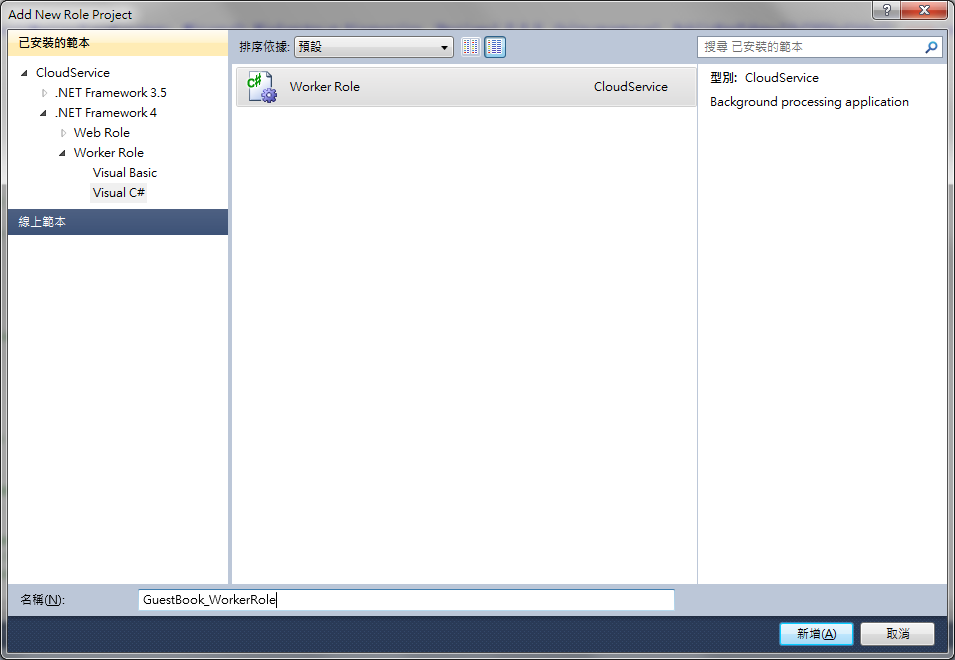 Add New Role Project
已安裝的範本
CloudService
.NET Framework 3.5
.NET Framework 4
Web Role
Worker Role
Visual Basic
Visual C#
線上範本
排序依據: 預設
Worker Role CloudService
搜尋 已安裝的範本
型別: CloudService
Background processing application
名稱(N): GuestBook_WorkerRole
新增(A) 取消